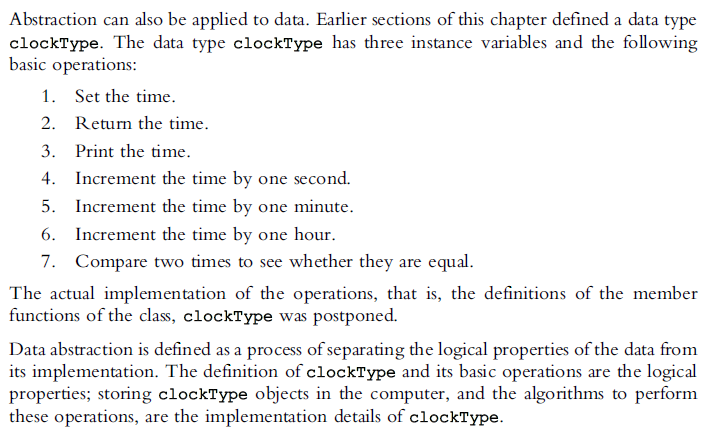 Abstraction can also be applied to data. Earlier sections of this chapter defined a data type
clockType. The data type clockType has three instance variables and the following
basic operations:
1. Set the time.
2. Return the time.
3. Print the time.
4. Increment the time by one second.
5. Increment the time by one minute.
6. Increment the time by one hour.
7. Compare two times to see whether they are equal.
The actual implementation of the operations, that is, the definitions of the member
functions of the class, clockType was postponed.
Data abstraction is defined as a process of separating the logical properties of the data from
its implementation. The definition of clockType and its basic operations are the logical
properties; storing clockType objects in the computer, and the algorithms to perform
these operations, are the implementation details of clockType.